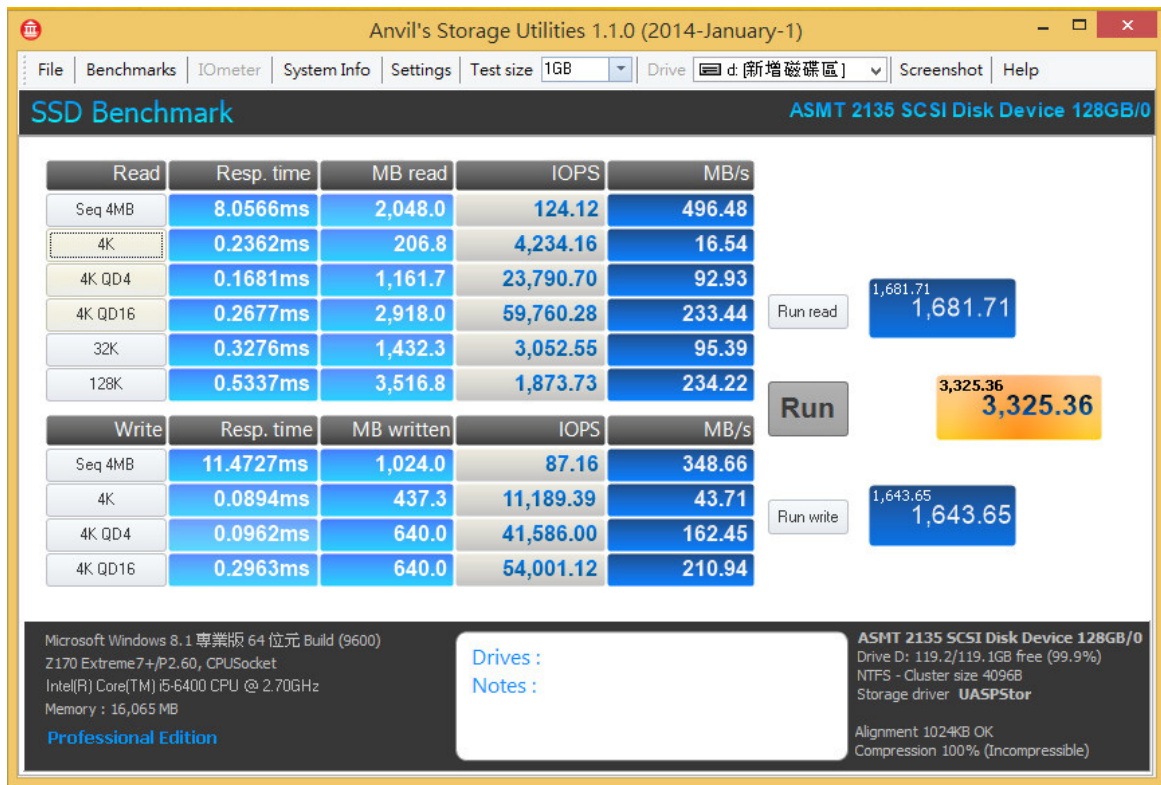 Anvil's Storage Utilities 1.1.0 (2014-January-1)
File Benchmarks IOmeter System Info Settings Test size 1GB Drive d: [新增磁碟區] Screenshot Help
SSD Benchmark ASMT 2135 SCSI Disk Device 128GB/0
Read Resp. time MB read IOPS MB/s
Seq 4MB 8.0566ms 2,048.0 124.12 496.48
4K 0.2362ms 206.8 4,234.16 16.54
4K QD4 0.1681ms 1,161.7 23,790.70 92.93
4K QD16 0.2677ms 2,918.0 59,760.28 233.44
32K 0.3276ms 1,432.3 3,052.55 95.39
128K 0.5337ms 3,516.8 1,873.73 234.22
Run read
1,681.71
1,681.71
Run
3,325.36
3,325.36
Write Resp. time MB written IOPS MB/s
Seq 4MB 11.4727ms 1,024.0 87.16 348.66
4K 0.0894ms 437.3 11,189.39 43.71
4K QD4 0.0962ms 640.0 41,586.00 162.45
4K QD16 0.2963ms 640.0 54,001.12 210.94
Run write
1,643.65
1,643.65
Microsoft Windows 8.1 專業版 64 位元 Build (9600)
Z170 Extreme7+/P2.60, CPUSocket
Intel(R) Core(TM) i5-6400 CPU @ 2.70GHz
Memory : 16,065 MB
Professional Edition
Drives :
Notes :
ASMT 2135 SCSI Disk Device 128GB/0
Drive D: 119.2/119.1GB free (99.9%)
NTFS - Cluster size 4096B
Storage driver UASPStor
Alignment 1024KB OK
Compression 100% (Incompressible)